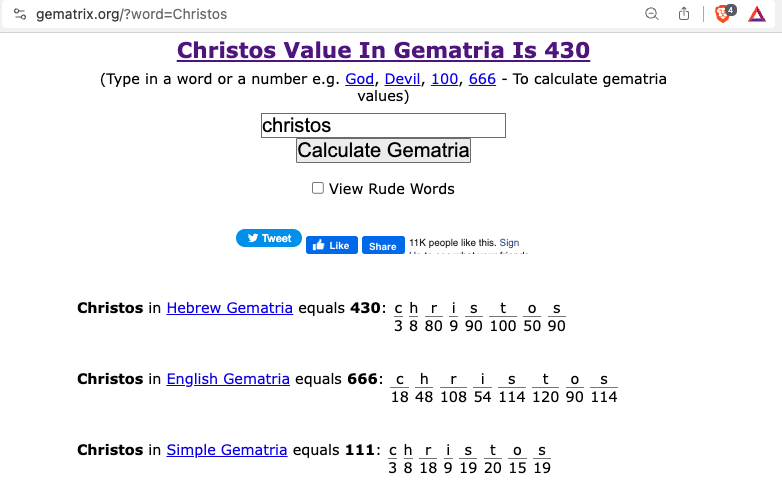 gematrix.org/?word=Christos
4
Christos Value In Gematria Is 430
(Type in a word or a number e.g. God, Devil, 100, 666 - To calculate gematria
values)
christos
Calculate Gematria
View Rude Words
Tweet Like Share 11K people like this. Sign
Christos in Hebrew Gematria equals 430: c h r i s t o s
3 8 80 9 90 100 50 90
Christos in English Gematria equals 666: c h r i s t o s
18 48 108 54 114 120 90 114
Christos in Simple Gematria equals 111: c h r i s t o s
3 8 18 9 19 20 15 19